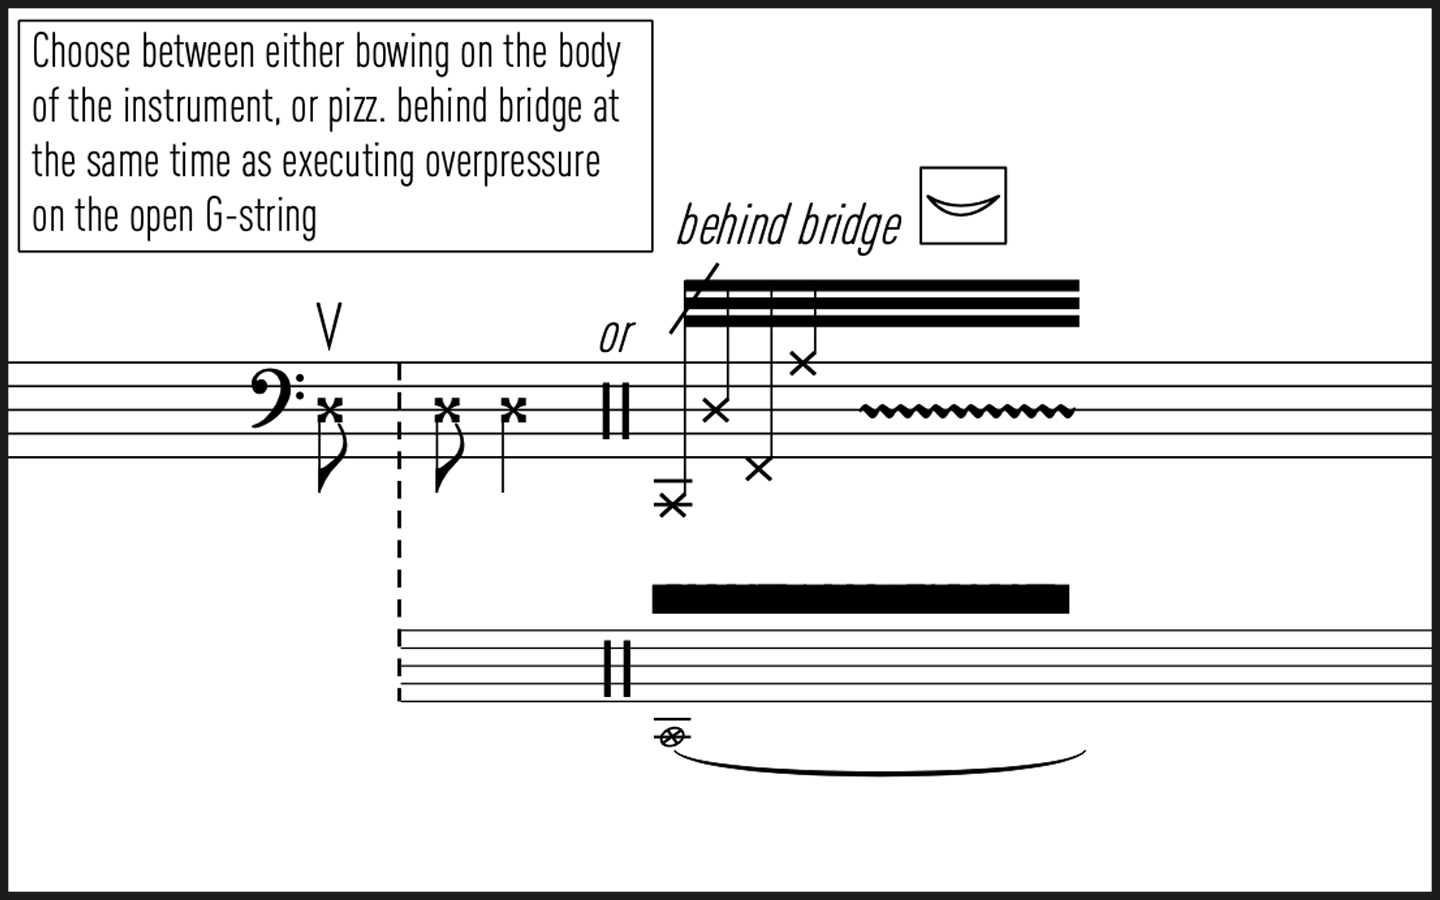 Choose between either bowing on the body
of the instrument, or pizz. behind bridge at
the same time as executing overpressure
on the open G-string
behind bridge
or